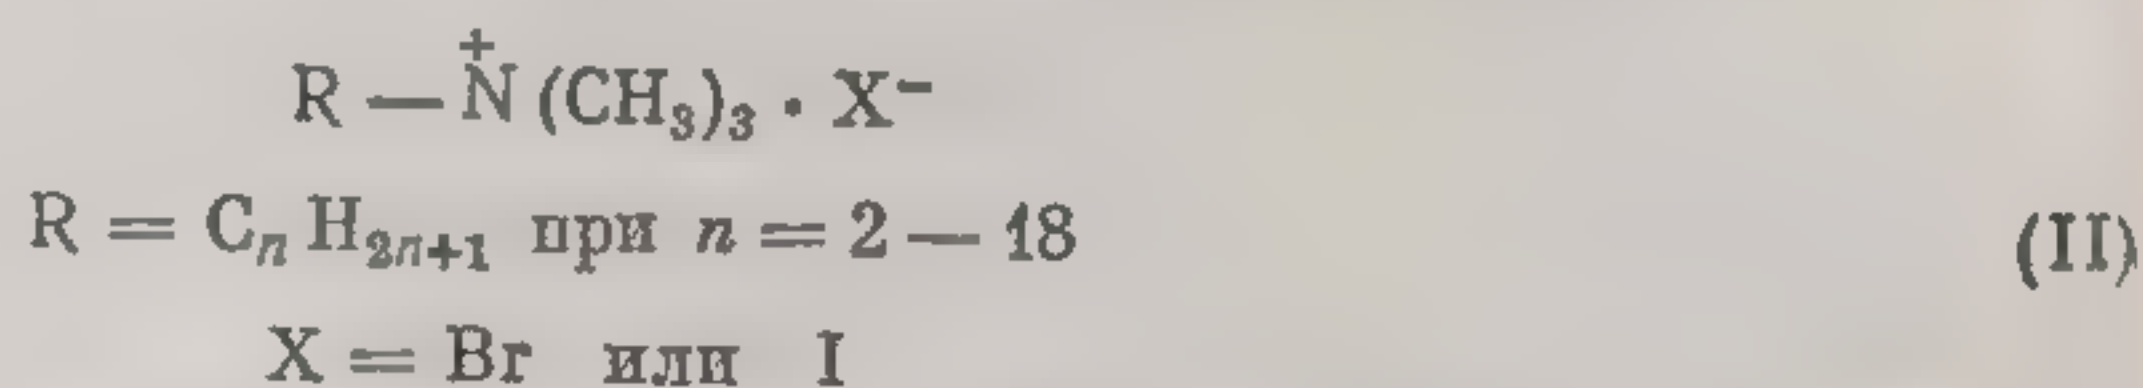 R — N⁺ (CH₃)₃ · X⁻
R = CₙH₂ₙ₊₁ при n = 2 — 18 (II)
X = Br или I